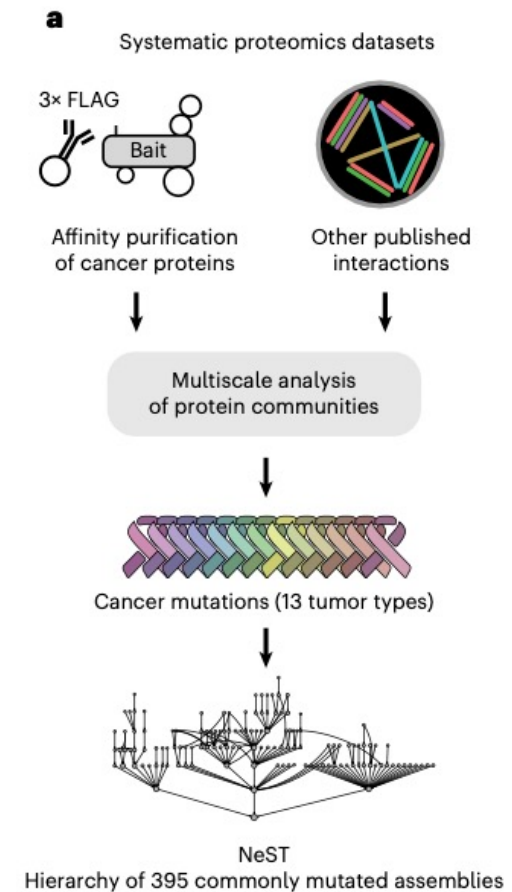 a
Systematic proteomics datasets
3× FLAG
Bait
Affinity purification
of cancer proteins
Other published
interactions
Multiscale analysis
of protein communities
Cancer mutations (13 tumor types)
NeST
Hierarchy of 395 commonly mutated assemblies